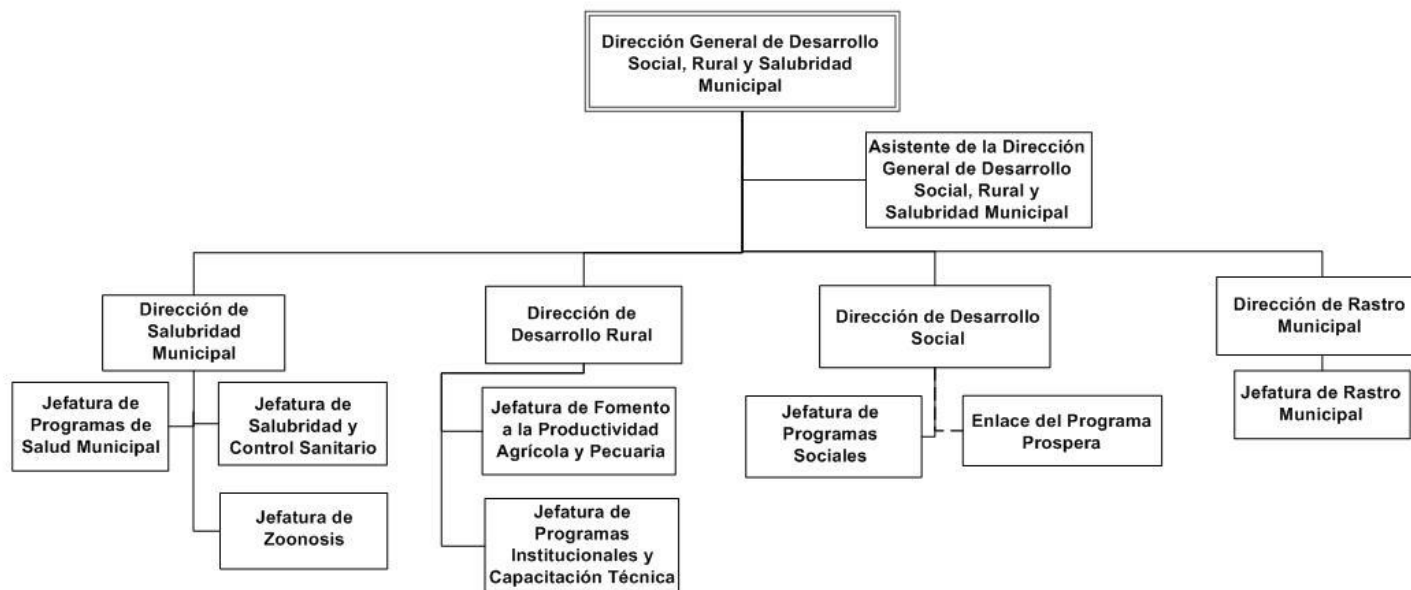 Dirección General de Desarrollo
Social, Rural y Salubridad
Municipal
Asistente de la Dirección
General de Desarrollo
Social, Rural y
Salubridad Municipal
Dirección de
Salubridad
Municipal
Dirección de
Desarrollo Rural
Dirección de Desarrollo
Social
Dirección de Rastro
Municipal
Jefatura de
Programas de
Salud Municipal
Jefatura de
Salubridad y
Control Sanitario
Jefatura de Fomento
a la Productividad
Agrícola y Pecuaria
Jefatura de
Programas
Sociales
Enlace del Programa
Prospera
Jefatura de Rastro
Municipal
Jefatura de
Zoonosis
Jefatura de
Programas
Institucionales y
Capacitación Técnica